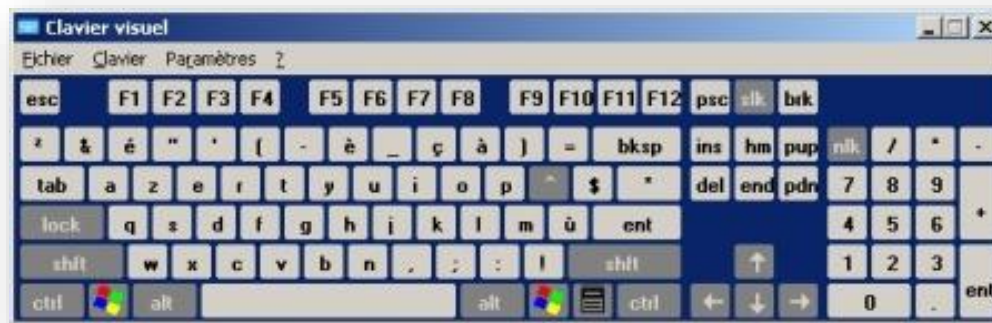 Clavier visuel
Fichier Clavier Paramètres ?
esc F1 F2 F3 F4 F5 F6 F7 F8 F9 F10 F11 F12 psc slk brk
² & é " ' ( - è _ ç à ) = bksp ins hm pup nlk / * -
tab a z e r t y u i o p ^ $ * del end pdn 7 8 9 +
lock q s d f g h j k l m ù ent 4 5 6
shft w x c v b n , ; : ! shft ↑ 1 2 3 ent
ctrl alt alt ctrl ← ↓ → 0 .